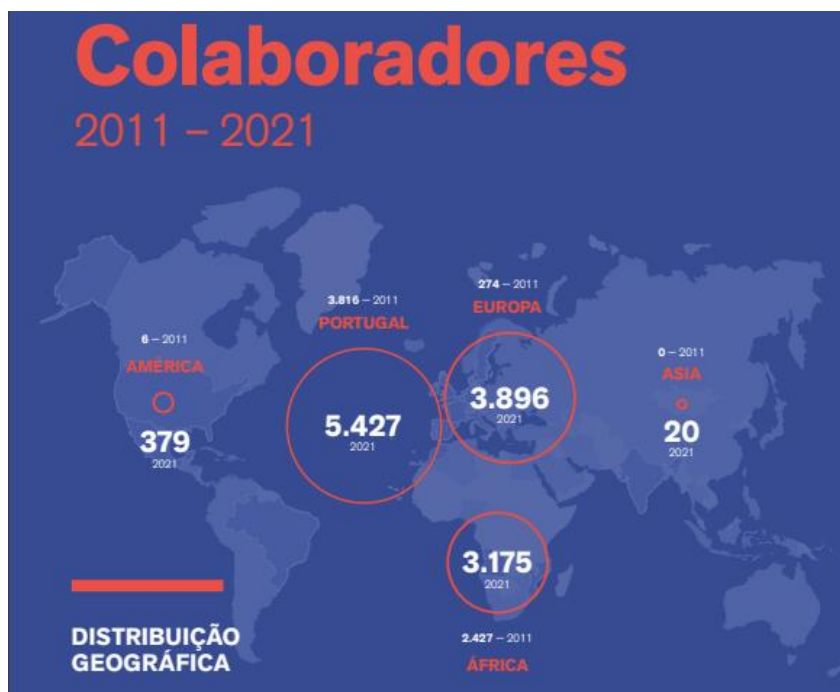 Colaboradores
2011 – 2021
274 – 2011
EUROPA
3.816 – 2011
PORTUGAL
6 – 2011
AMÉRICA
0 – 2011
ASIA
3.896
2021
5.427
2021
379
2021
20
2021
3.175
2021
2.427 – 2011
ÁFRICA
DISTRIBUIÇÃO
GEOGRÁFICA